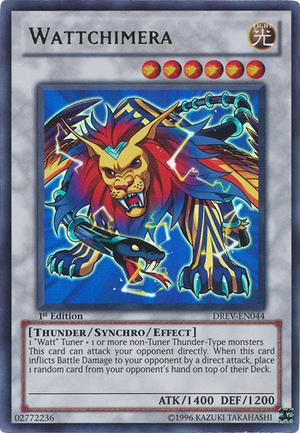 WATTCHIMERA
LIGHT
光
1st Edition
DREV-EN044
[THUNDER/SYNCHRO/EFFECT]
1 "Watt" Tuner + 1 or more non-Tuner Thunder-Type monsters
This card can attack your opponent directly. When this card
inflicts Battle Damage to your opponent by a direct attack, place
1 random card from your opponent's hand on top of their Deck.
ATK/1400 DEF/1200
02772236
©1996 KAZUKI TAKAHASHI